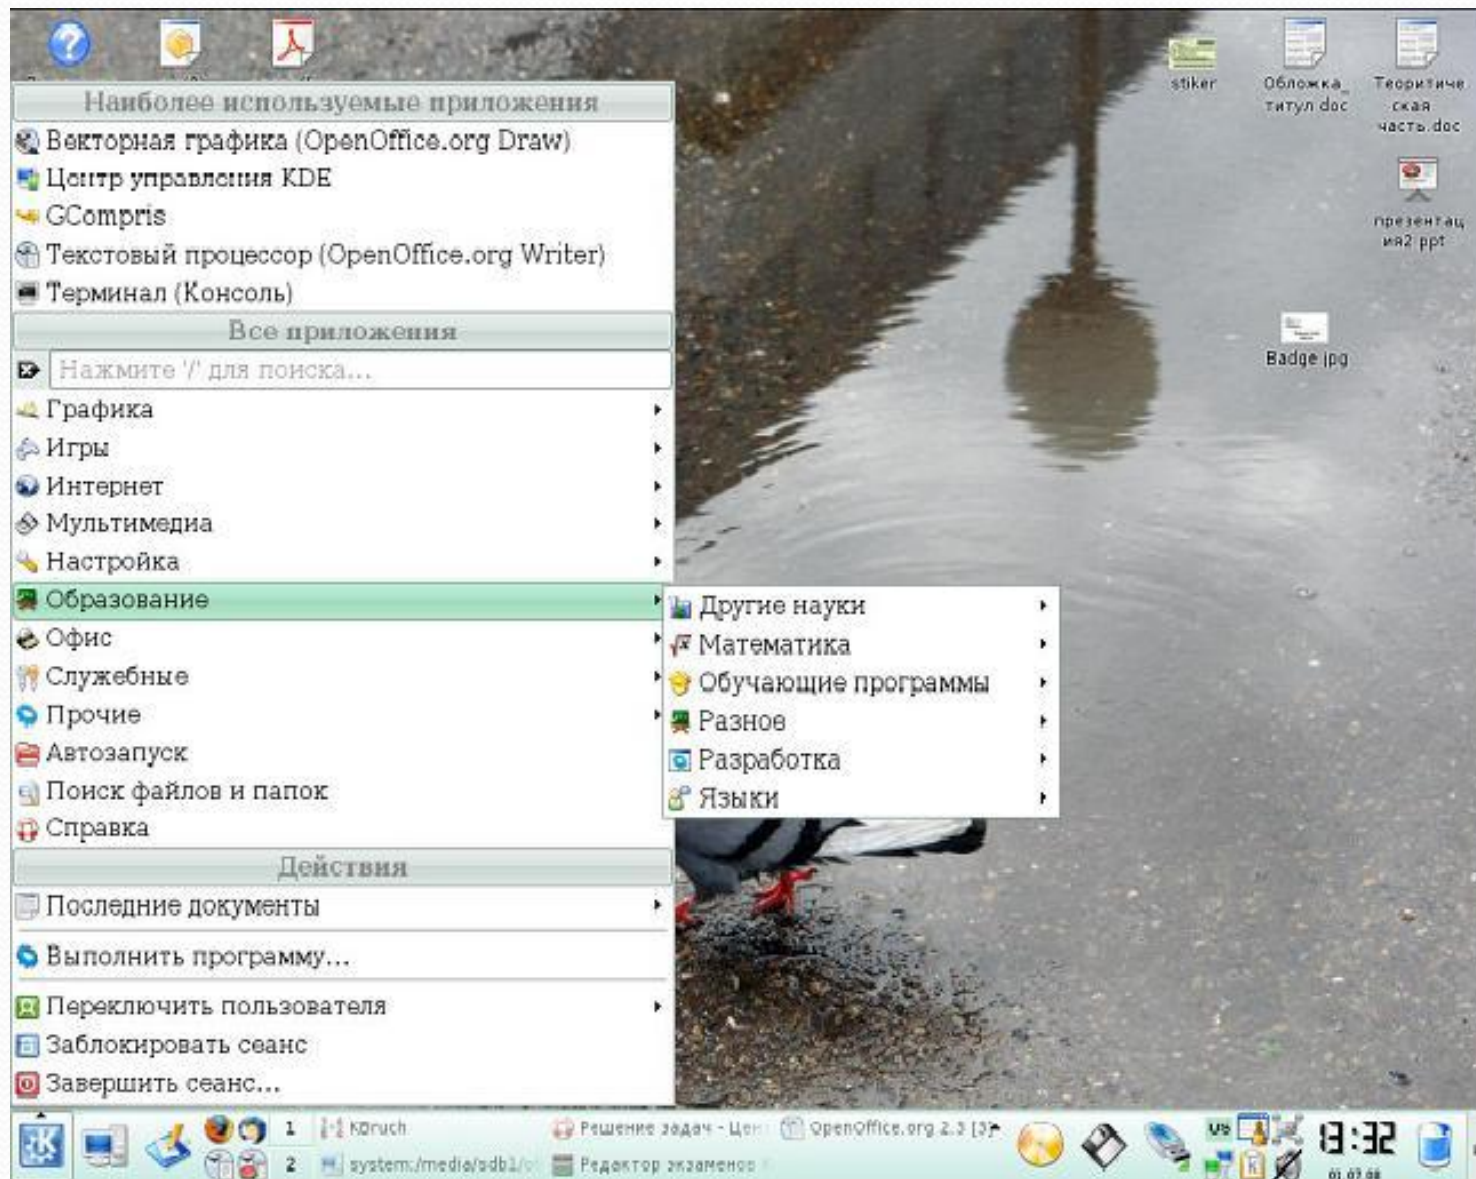 stiker
Обложка_
титул.doc
Теоритиче
ская
часть.doc
презентац
ия2.ppt
Badge.jpg
Наиболее используемые приложения
Векторная графика (OpenOffice.org Draw)
Центр управления KDE
GCompris
Текстовый процессор (OpenOffice.org Writer)
Терминал (Консоль)
Все приложения
Нажмите '/' для поиска...
Графика
Игры
Интернет
Мультимедиа
Настройка
Образование
Офис
Служебные
Прочие
Автозапуск
Поиск файлов и папок
Справка
Другие науки
Математика
Обучающие программы
Разное
Разработка
Языки
Действия
Последние документы
Выполнить программу...
Переключить пользователя
Заблокировать сеанс
Завершить сеанс...
1
2
KDruch
system:/media/sdb1/
Решение задач - Цен
Редактор экзаменов
OpenOffice.org 2.3 [3]
US
13:32